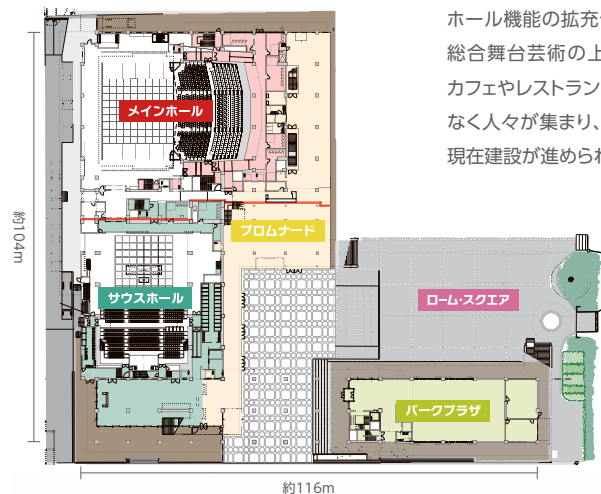 ホール機能の拡充
総合舞台芸術の上
カフェやレストラン
なく人々が集まり、
現在建設が進められ
メインホール
プロムナード
サウスホール
ローム・スクエア
パークプラザ
約104m
約116m